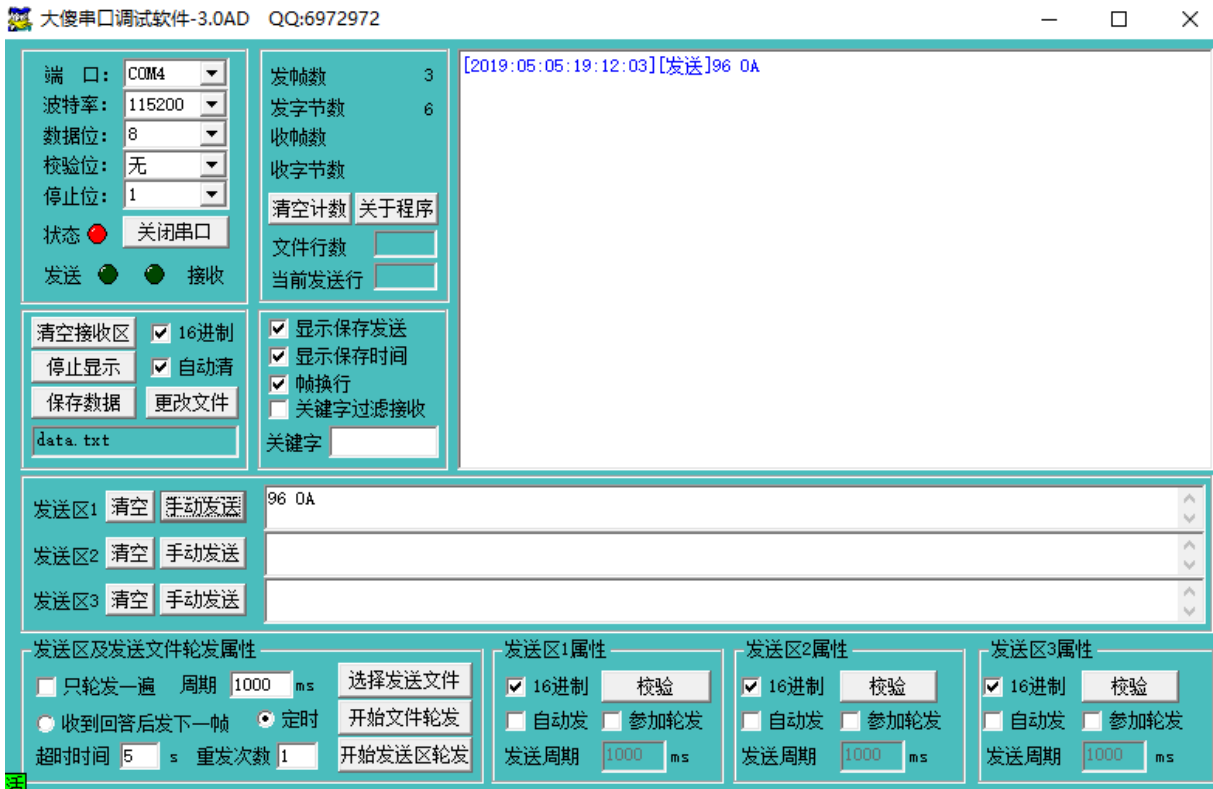 大傻串口调试软件-3.0AD QQ:6972972
端 口: COM4
波特率: 115200
数据位: 8
校验位: 无
停止位: 1
状态 关闭串口
发送 接收
发帧数 3
发字节数 6
收帧数
收字节数
清空计数 关于程序
文件行数
当前发送行
[2019:05:05:19:12:03][发送]96 0A
清空接收区 16进制
停止显示 自动清
保存数据 更改文件
data.txt
显示保存发送
显示保存时间
帧换行
关键字过滤接收
关键字
发送区1 清空 手动发送 96 0A
发送区2 清空 手动发送
发送区3 清空 手动发送
发送区及发送文件轮发属性
只轮发一遍 周期 1000 ms 选择发送文件
收到回答后发下一帧 定时 开始文件轮发
超时时间 5 s 重发次数 1 开始发送区轮发
发送区1属性
16进制 校验
自动发 参加轮发
发送周期 1000 ms
发送区2属性
16进制 校验
自动发 参加轮发
发送周期 1000 ms
发送区3属性
16进制 校验
自动发 参加轮发
发送周期 1000 ms